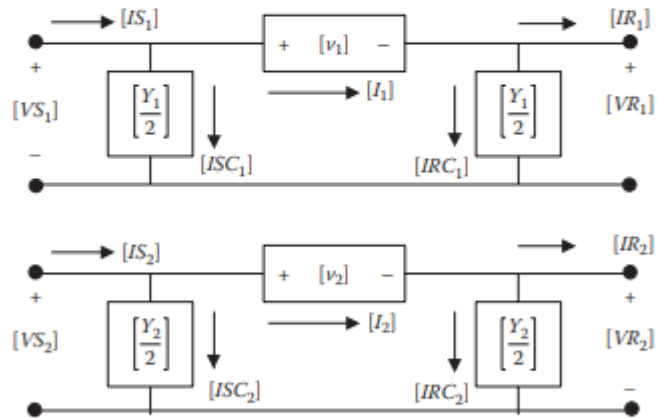 [IS₁] [IR₁]
+ [v₁] −
+ +
[VS₁] [Y₁/2] [I₁] [Y₁/2] [VR₁]
− [ISC₁] [IRC₁] −
[IS₂] [IR₂]
+ [v₂] −
+ +
[VS₂] [Y₂/2] [I₂] [Y₂/2] [VR₂]
− [ISC₂] [IRC₂] −